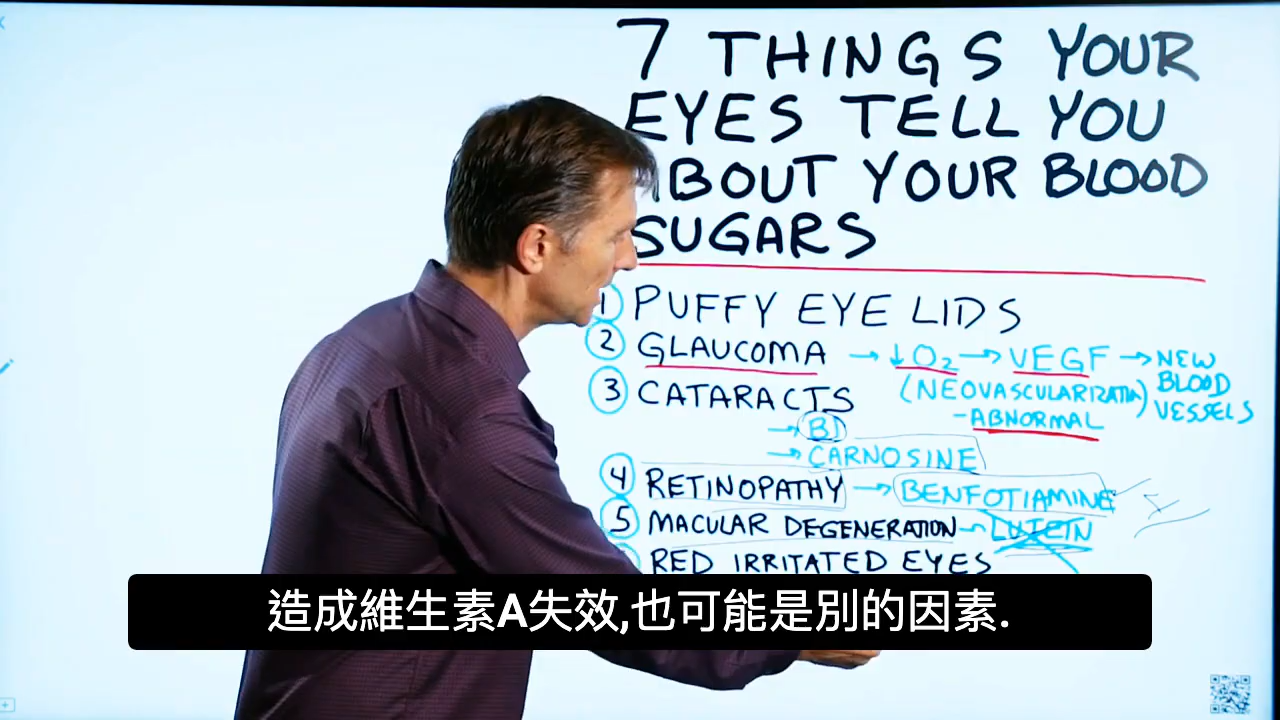 7 THINGS YOUR
EYES TELL YOU
ABOUT YOUR BLOOD
SUGARS
1 PUFFY EYE LIDS
2 GLAUCOMA → ↓O₂ → VEGF → NEW
BLOOD
VESSELS
(NEOVASCULARIZATION)
- ABNORMAL
3 CATARACTS
→ B1
→ CARNOSINE
4 RETINOPATHY → BENFOTIAMINE
5 MACULAR DEGENERATION - LUTEIN
RED IRRITATED EYES
造成維生素A失效,也可能是別的因素.